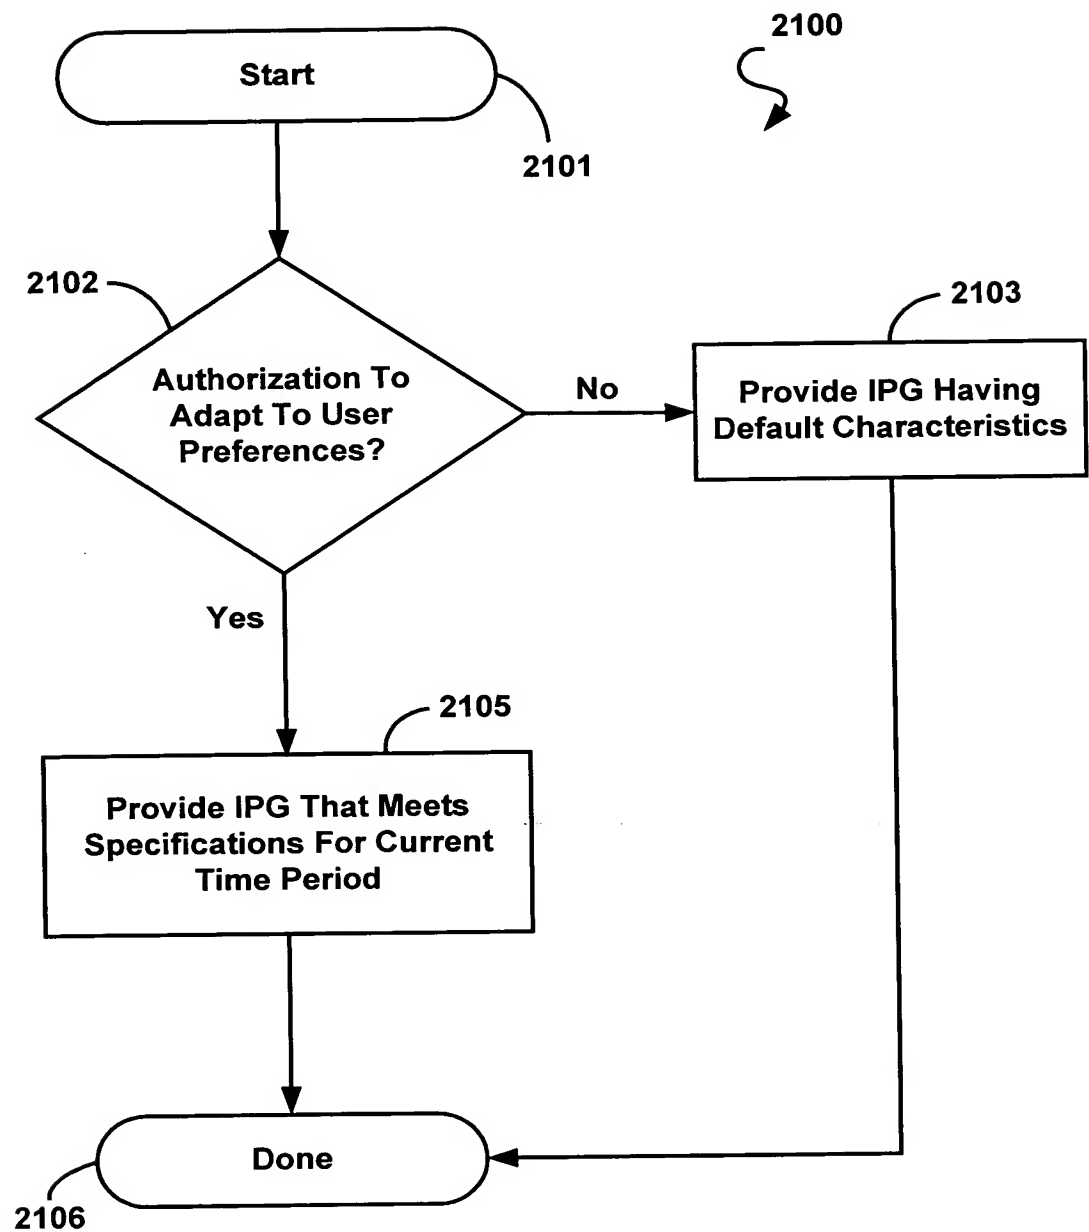 2100
Start
2101
2102
Authorization To
Adapt To User
Preferences?
No
2103
Provide IPG Having
Default Characteristics
Yes
2105
Provide IPG That Meets
Specifications For Current
Time Period
Done
2106